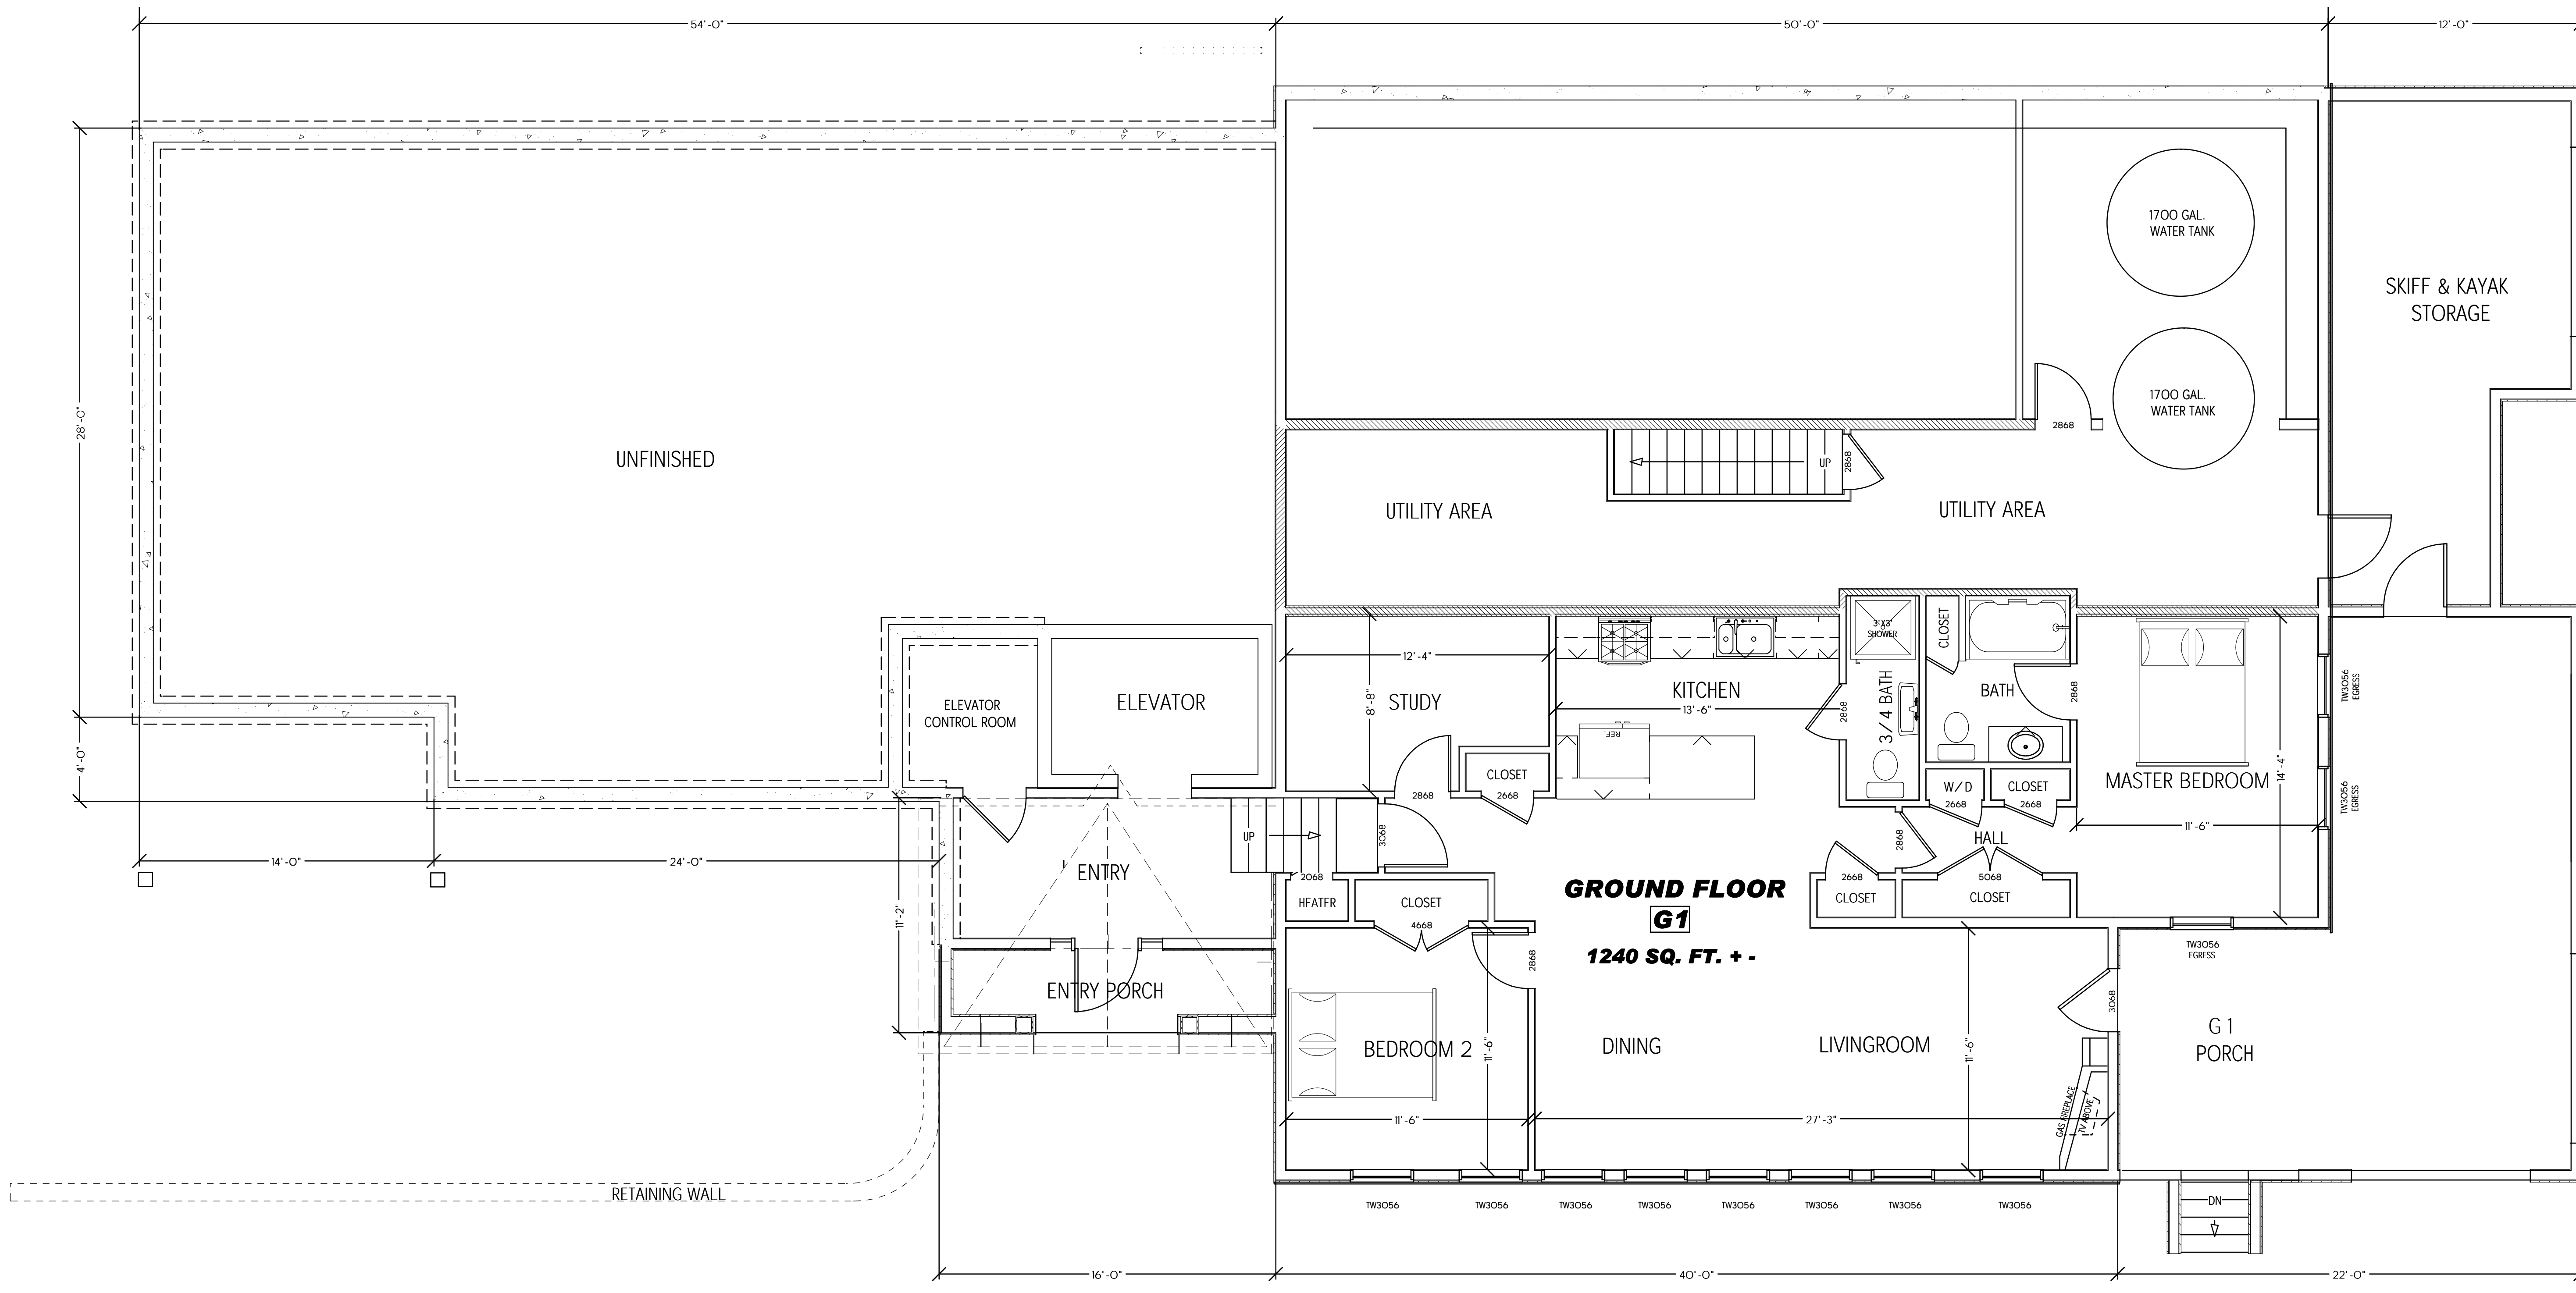 54'-0"
50'-0"
12'-0"
1700 GAL.
WATER TANK
SKIFF & KAYAK
STORAGE
28'-0"
1700 GAL.
WATER TANK
2868
UNFINISHED
UP
2868
UTILITY AREA
UTILITY AREA
3'X3'
SHOWER
CLOSET
12'-4"
8'-8"
STUDY
KITCHEN
13'-6"
REF.
2868
3/4 BATH
BATH
2868
TW3056
EGRESS
ELEVATOR
CONTROL ROOM
ELEVATOR
4'-0"
CLOSET
2668
2868
W/D
2668
CLOSET
2668
MASTER BEDROOM
14'-4"
TW3056
EGRESS
11'-6"
UP
3068
2868
HALL
14'-0"
24'-0"
ENTRY
2068
HEATER
CLOSET
4668
GROUND FLOOR
G1
1240 SQ. FT. + -
2668
CLOSET
5068
CLOSET
11'-2"
2868
TW3056
EGRESS
ENTRY PORCH
3068
BEDROOM 2
11'-6"
DINING
LIVINGROOM
11'-6"
G 1
PORCH
GAS FIREPLACE
TV ABOVE
11'-6"
27'-3"
RETAINING WALL
TW3056
TW3056
TW3056
TW3056
TW3056
TW3056
TW3056
TW3056
DN
16'-0"
40'-0"
22'-0"